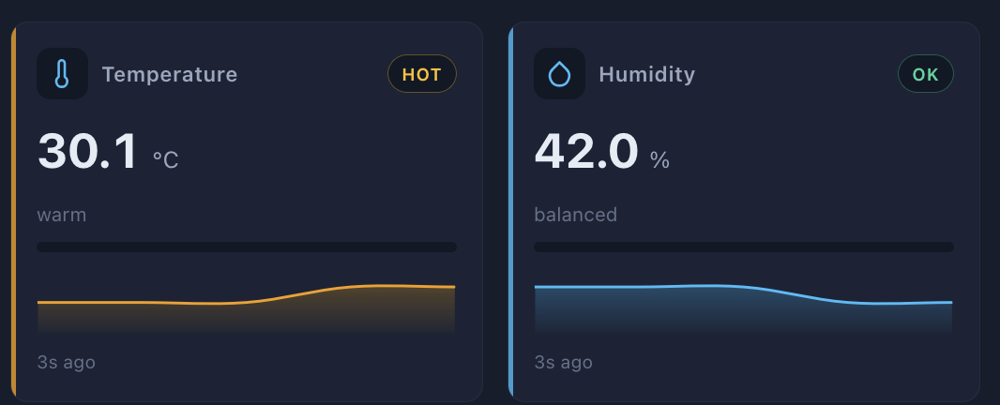 Temperature HOT
30.1 °C
warm
3s ago
Humidity OK
42.0 %
balanced
3s ago